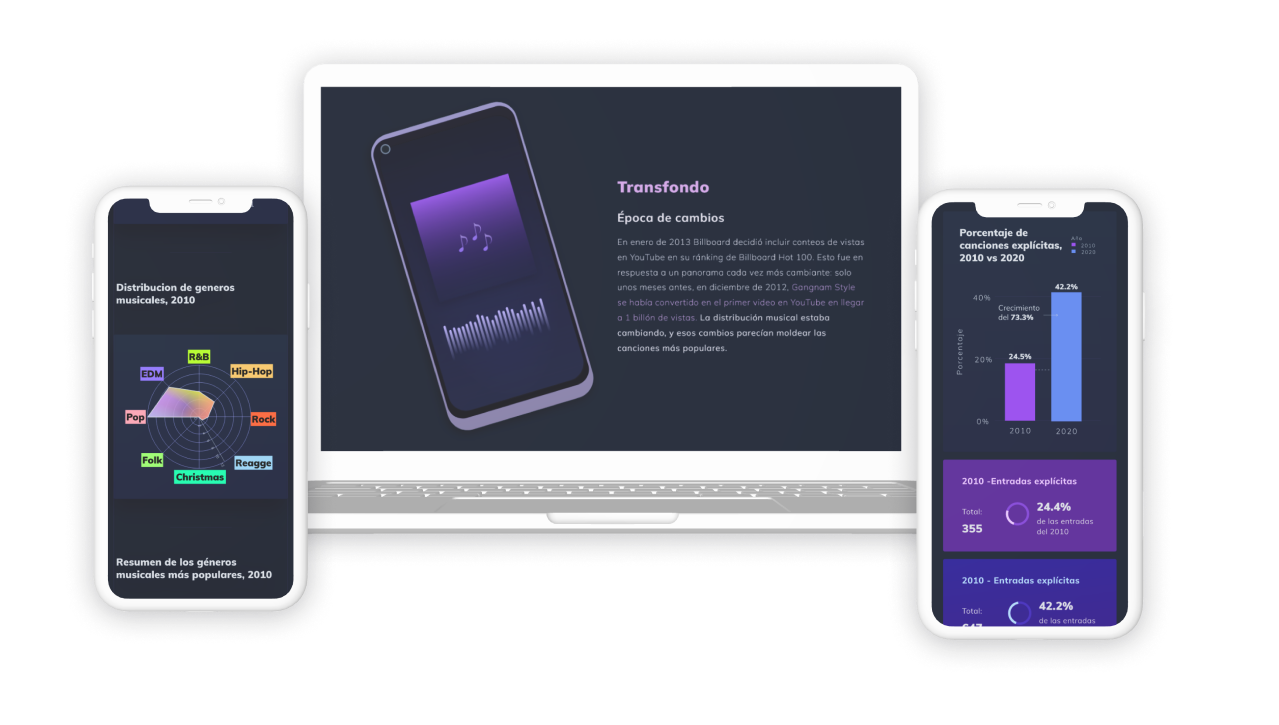 Distribucion de generos
musicales, 2010
R&B
EDM
Hip-Hop
Pop
Rock
Folk
Reagge
Christmas
Resumen de los géneros
musicales más populares, 2010
Transfondo
Época de cambios
En enero de 2013 Billboard decidió incluir conteos de vistas
en YouTube en su ránking de Billboard Hot 100. Esto fue en
respuesta a un panorama cada vez más cambiante: solo
unos meses antes, en diciembre de 2012, Gangnam Style
se había convertido en el primer video en YouTube en llegar
a 1 billón de vistas. La distribución musical estaba
cambiando, y esos cambios parecían moldear las
canciones más populares.
Porcentaje de
canciones explícitas,
2010 vs 2020
Año
2010
2020
42.2%
40%
Crecimiento
del 73.3%
24.5%
20%
Porcentaje
0%
2010
2020
2010 -Entradas explícitas
Total:
355
24.4%
de las entradas
del 2010
2010 - Entradas explícitas
Total:
42.2%
de las entradas